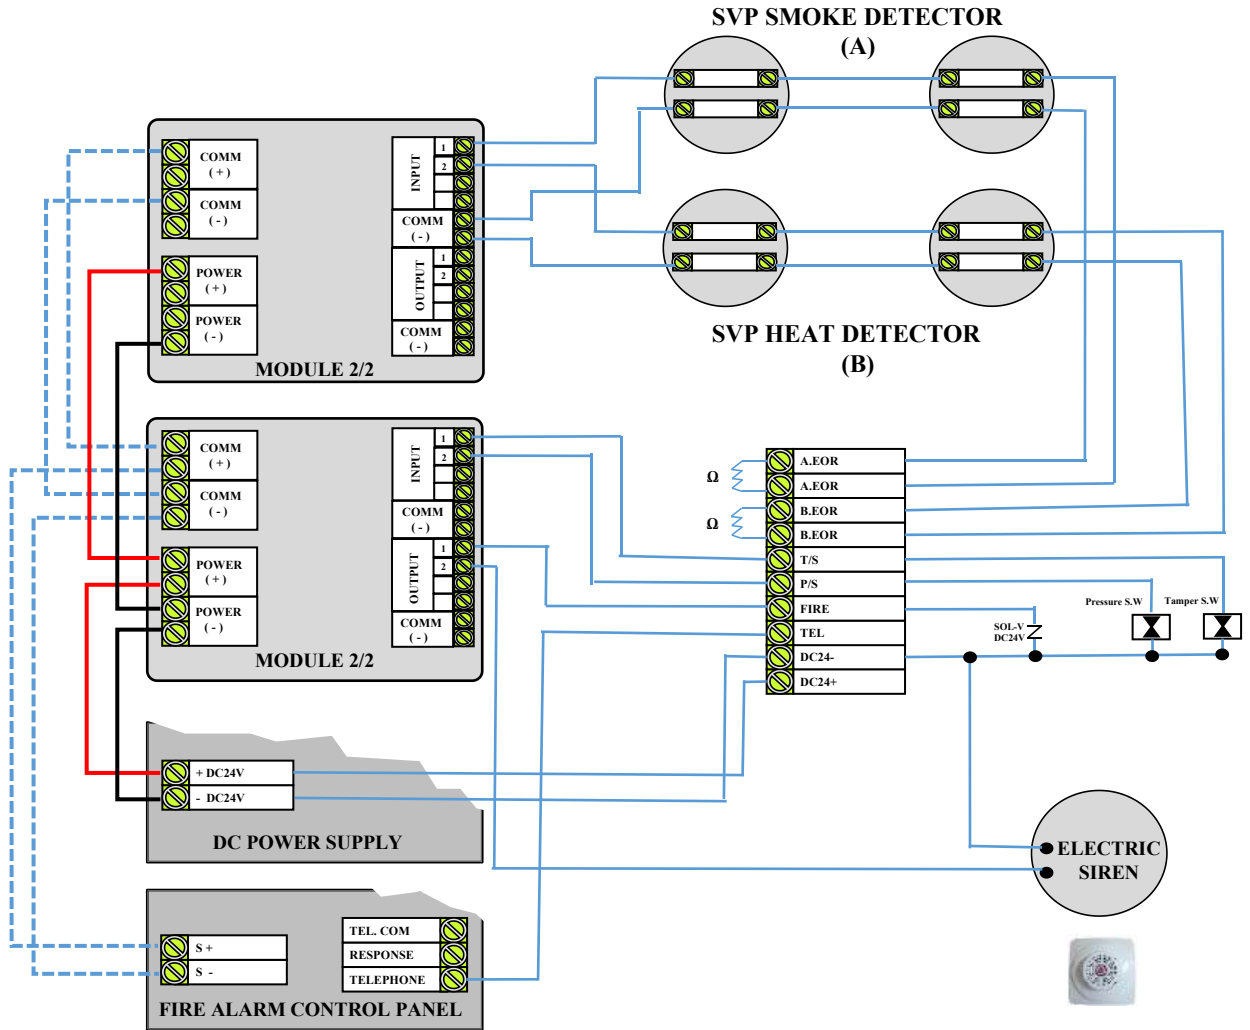 SVP SMOKE DETECTOR
(A)
COMM
( + )
COMM
( - )
POWER
( + )
POWER
( - )
INPUT
1
2
COMM
( - )
OUTPUT
1
2
COMM
( - )
MODULE 2/2
SVP HEAT DETECTOR
(B)
COMM
( + )
COMM
( - )
POWER
( + )
POWER
( - )
INPUT
1
2
COMM
( - )
OUTPUT
1
2
COMM
( - )
MODULE 2/2
Ω
Ω
A.EOR
A.EOR
B.EOR
B.EOR
T/S
P/S
FIRE
TEL
DC24-
DC24+
SOL-V
DC24V
Pressure S.W
Tamper S.W
+ DC24V
- DC24V
DC POWER SUPPLY
ELECTRIC
SIREN
S +
S -
TEL. COM
RESPONSE
TELEPHONE
FIRE ALARM CONTROL PANEL